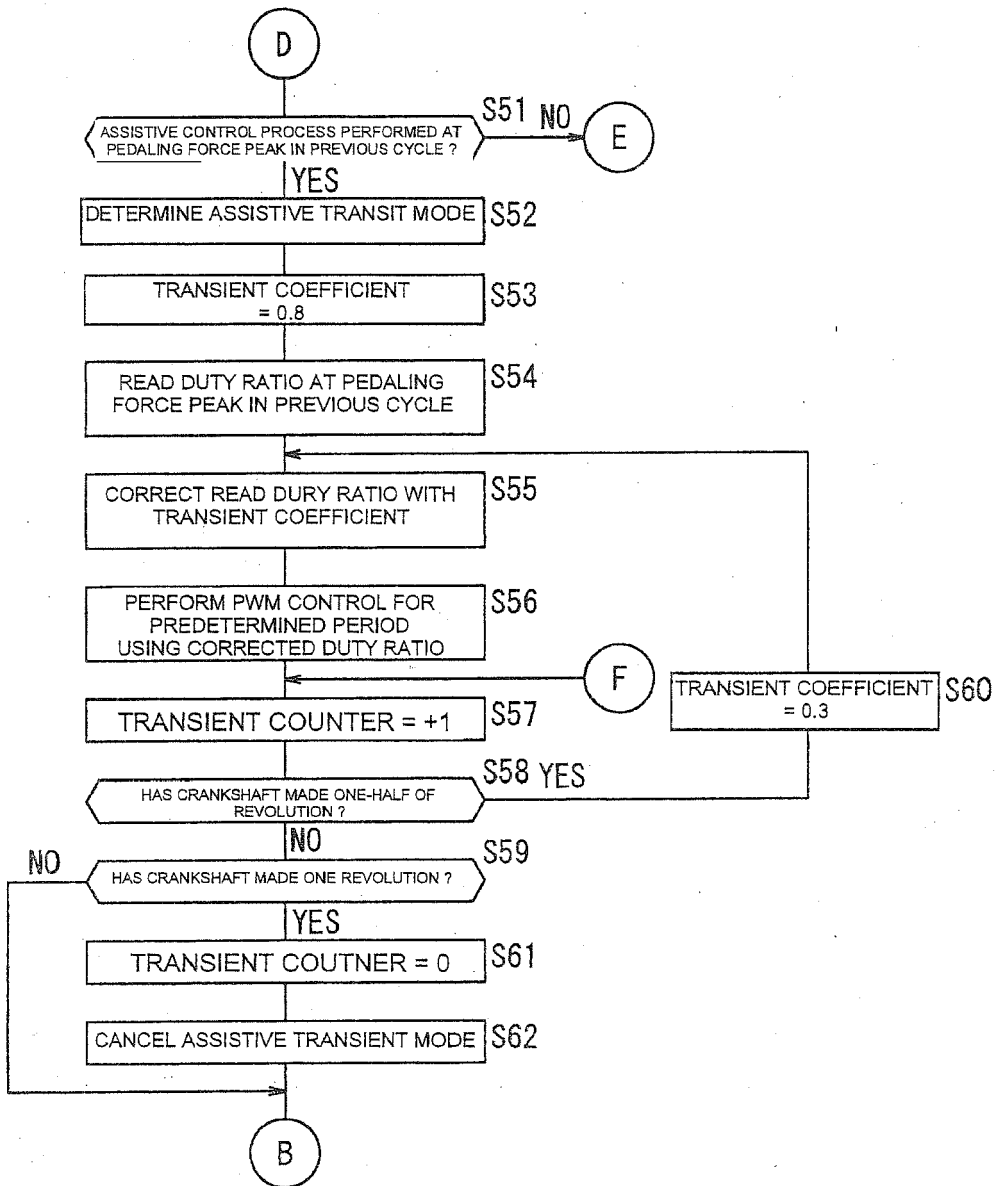 D
S51 NO
ASSISTIVE CONTROL PROCESS PERFORMED AT
PEDALING FORCE PEAK IN PREVIOUS CYCLE ?
E
YES
DETERMINE ASSISTIVE TRANSIT MODE
S52
TRANSIENT COEFFICIENT
= 0.8
S53
READ DUTY RATIO AT PEDALING
FORCE PEAK IN PREVIOUS CYCLE
S54
CORRECT READ DURY RATIO WITH
TRANSIENT COEFFICIENT
S55
PERFORM PWM CONTROL FOR
PREDETERMINED PERIOD
USING CORRECTED DUTY RATIO
S56
F
TRANSIENT COEFFICIENT
= 0.3
S60
TRANSIENT COUNTER = +1
S57
S58 YES
HAS CRANKSHAFT MADE ONE-HALF OF
REVOLUTION ?
NO
S59
NO
HAS CRANKSHAFT MADE ONE REVOLUTION ?
YES
TRANSIENT COUTNER = 0
S61
CANCEL ASSISTIVE TRANSIENT MODE
S62
B